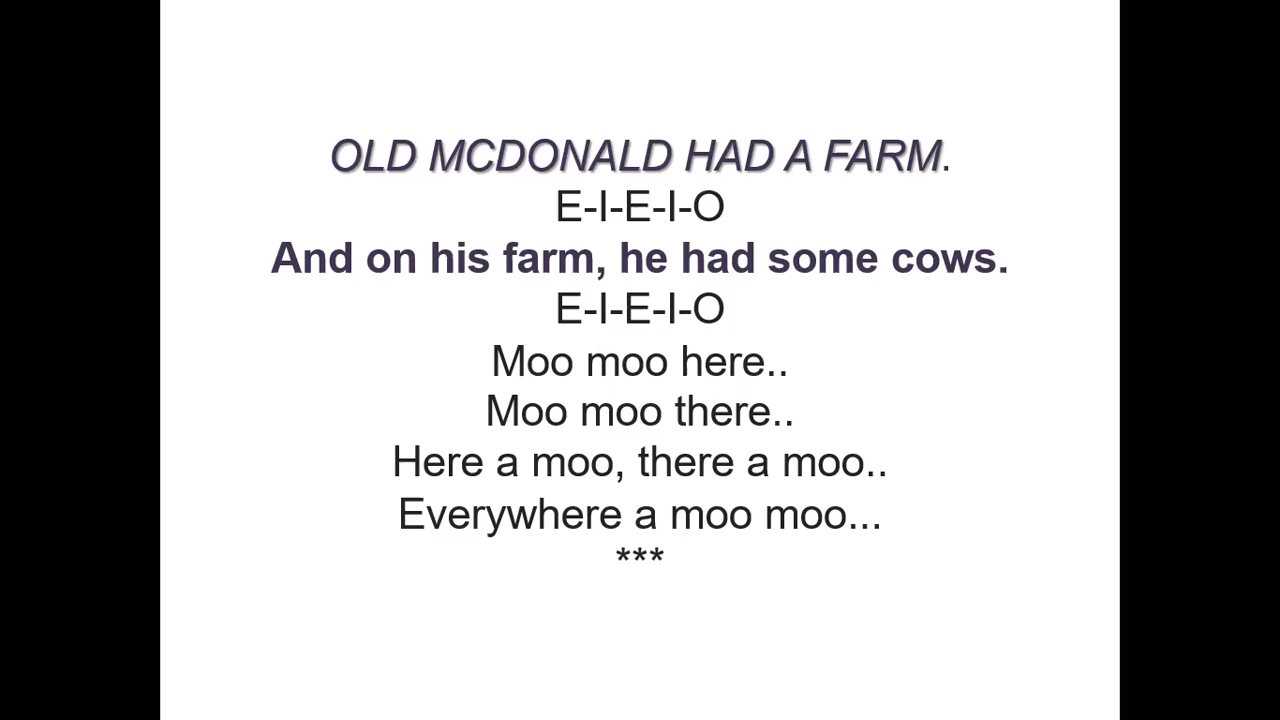 OLD MCDONALD HAD A FARM.
E-I-E-I-O
And on his farm, he had some cows.
E-I-E-I-O
Moo moo here..
Moo moo there..
Here a moo, there a moo..
Everywhere a moo moo...
***